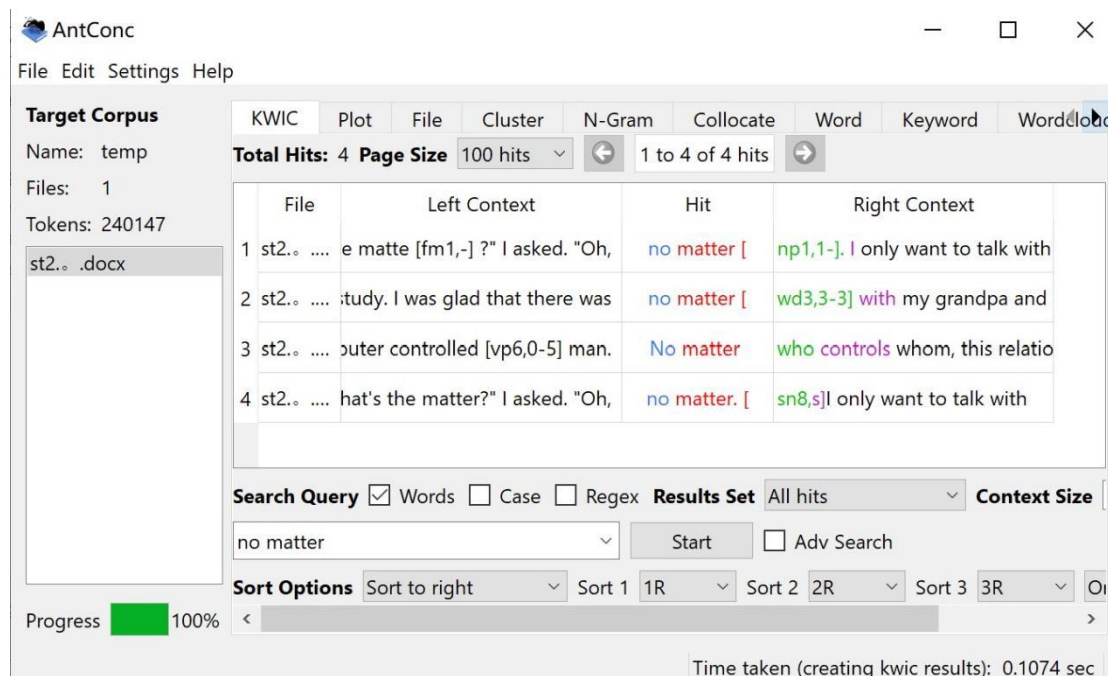 AntConc
File Edit Settings Help
Target Corpus
Name: temp
Files: 1
Tokens: 240147
st2.。.docx
Progress 100%
KWIC Plot File Cluster N-Gram Collocate Word Keyword Wordcloud
Total Hits: 4 Page Size 100 hits 1 to 4 of 4 hits
File Left Context Hit Right Context
1 st2.。.... e matte [fm1,-] ?" I asked. "Oh, no matter [ np1,1-]. I only want to talk with
2 st2.。.... study. I was glad that there was no matter [ wd3,3-3] with my grandpa and
3 st2.。.... puter controlled [vp6,0-5] man. No matter who controls whom, this relatio
4 st2.。.... hat's the matter?" I asked. "Oh, no matter. [ sn8,s]I only want to talk with
Search Query Words Case Regex Results Set All hits Context Size
no matter Start Adv Search
Sort Options Sort to right Sort 1 1R Sort 2 2R Sort 3 3R
Time taken (creating kwic results): 0.1074 sec